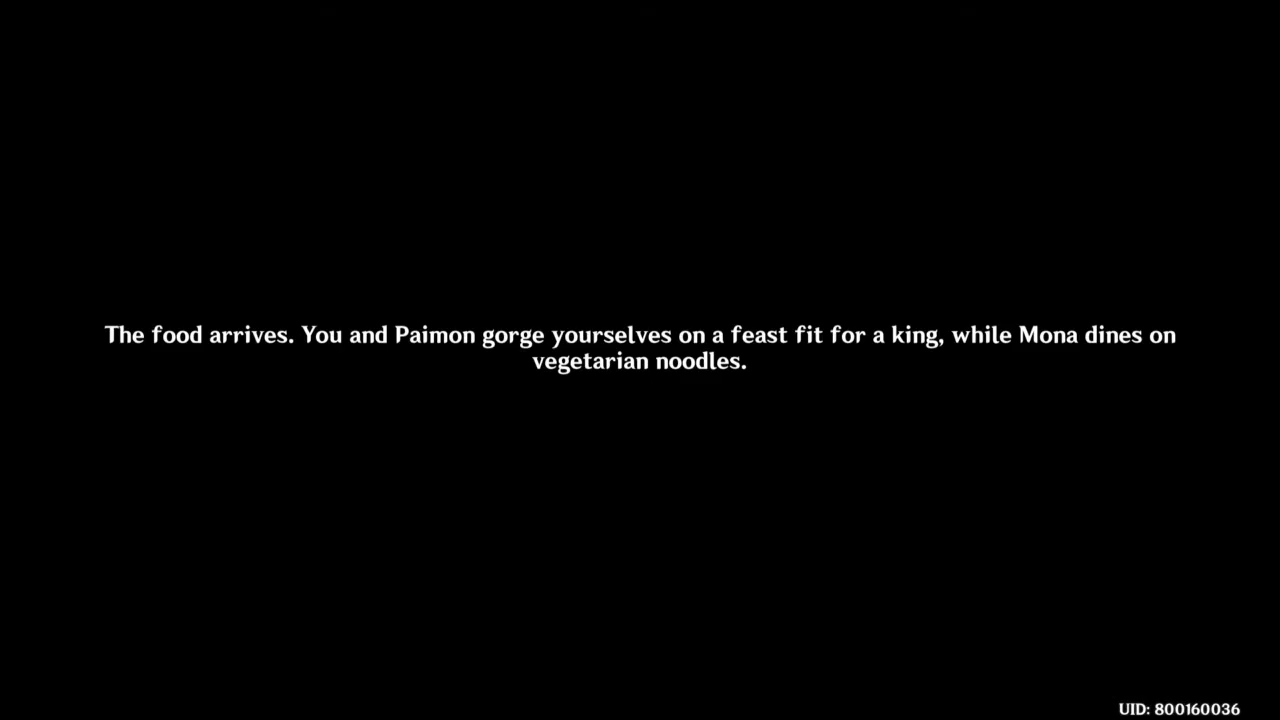 The food arrives. You and Paimon gorge yourselves on a feast fit for a king, while Mona dines on
vegetarian noodles.
UID: 800160036